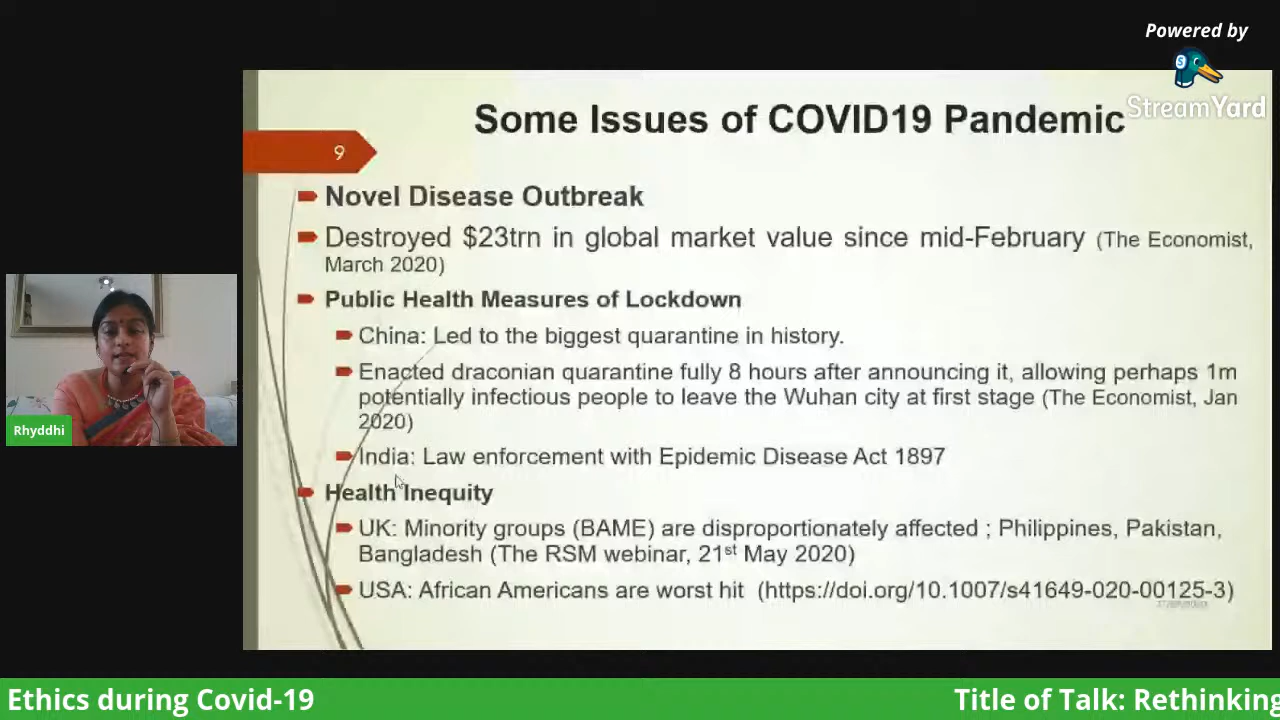 Powered by
StreamYard
Some Issues of COVID19 Pandemic
9
Novel Disease Outbreak
Destroyed $23trn in global market value since mid-February (The Economist,
March 2020)
Public Health Measures of Lockdown
China: Led to the biggest quarantine in history.
Enacted draconian quarantine fully 8 hours after announcing it, allowing perhaps 1m
potentially infectious people to leave the Wuhan city at first stage (The Economist, Jan
2020)
India: Law enforcement with Epidemic Disease Act 1897
Health Inequity
UK: Minority groups (BAME) are disproportionately affected ; Philippines, Pakistan,
Bangladesh (The RSM webinar, 21st May 2020)
USA: African Americans are worst hit (https://doi.org/10.1007/s41649-020-00125-3)
Rhyddhi
Ethics during Covid-19
Title of Talk: Rethinking